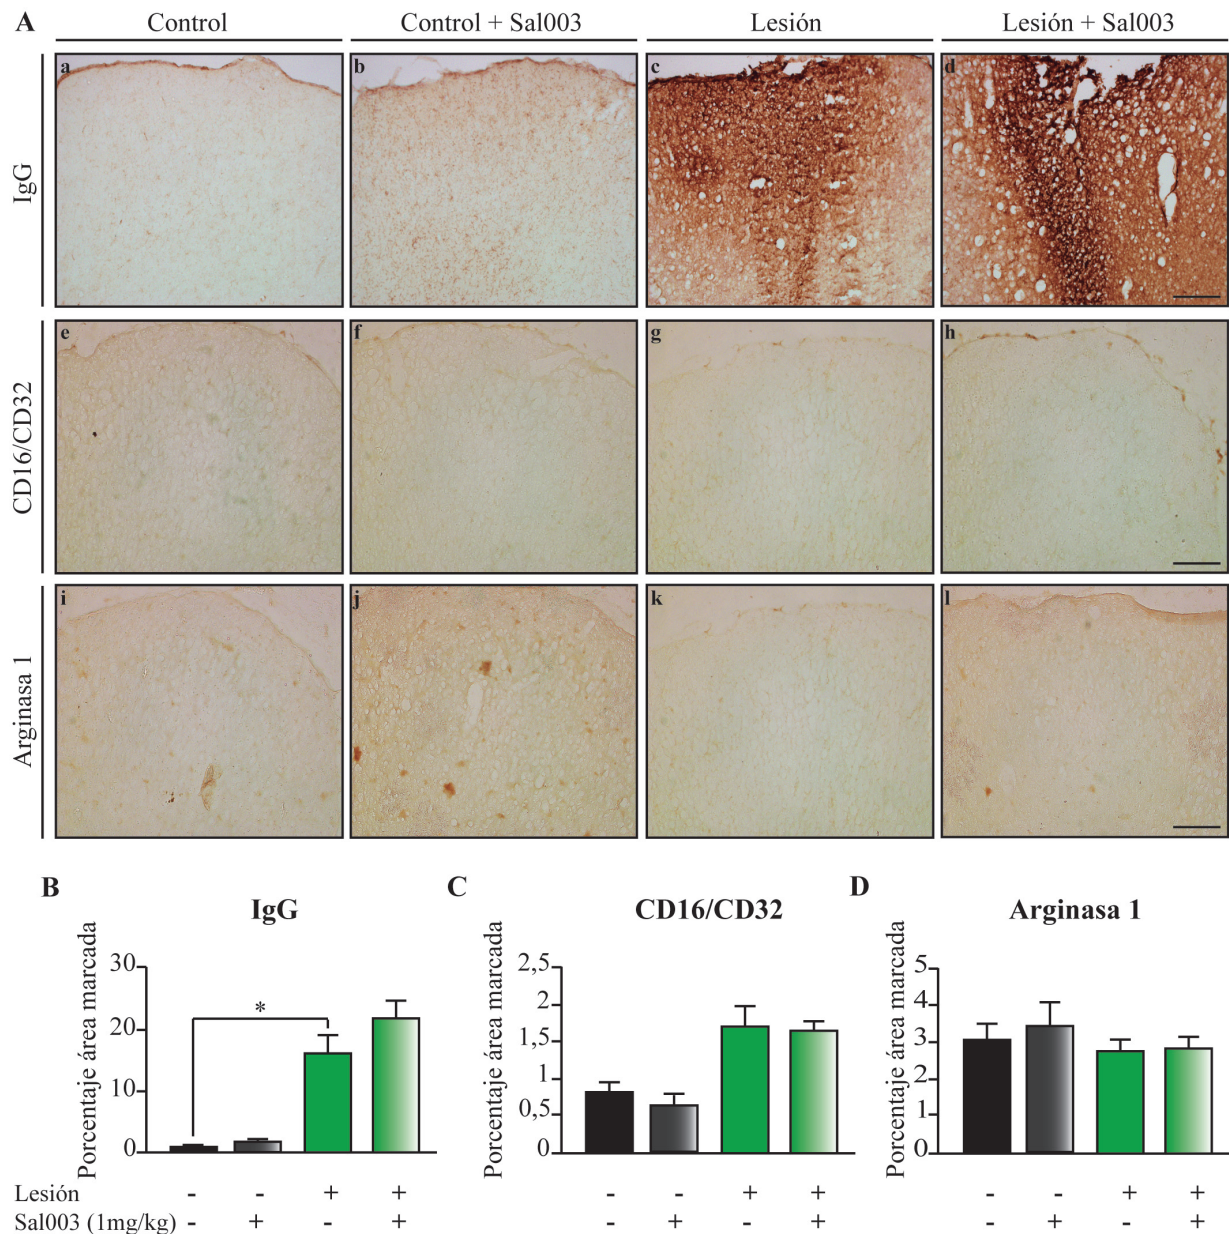 A
Control
Control + Sal003
Lesión
Lesión + Sal003
IgG
a
b
c
d
CD16/CD32
e
f
g
h
Arginasa 1
i
j
k
l
B
IgG
Porcentaje área marcada
30
20
10
0
*
C
CD16/CD32
Porcentaje área marcada
2,5
2
1,5
1
0,5
0
D
Arginasa 1
Porcentaje área marcada
5
4
3
2
1
0
Lesión - - + + - - + + - - + +
Sal003 (1mg/kg) - + - + - + - + - + - +